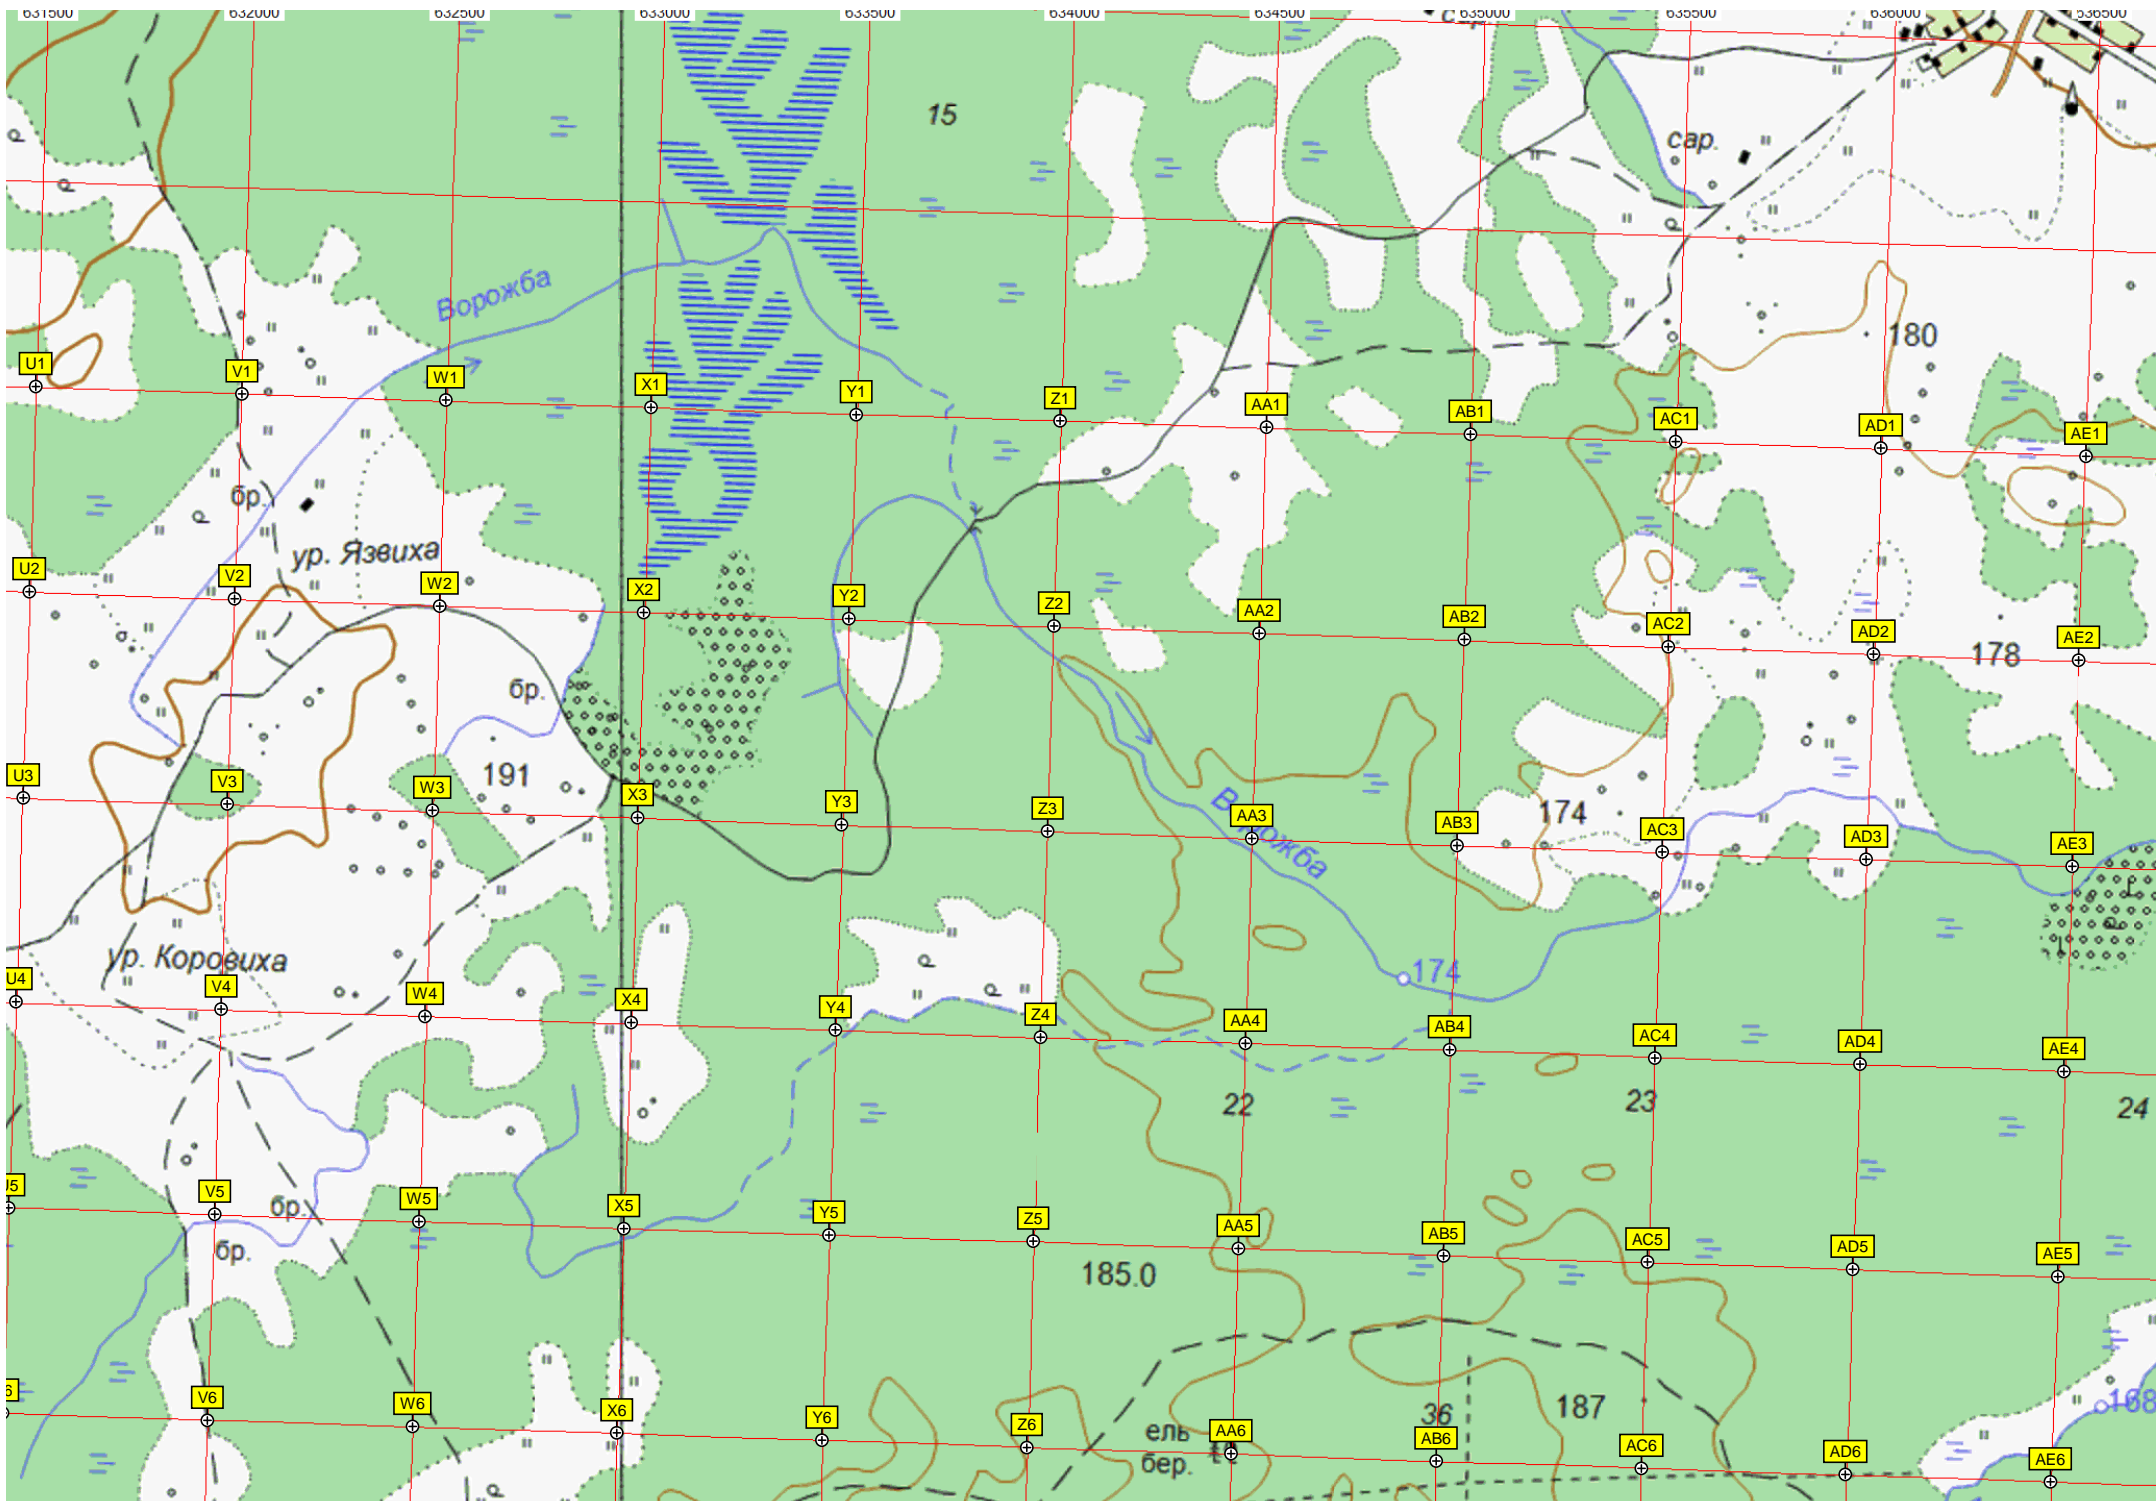 631500 632000 632500 633000 633500 634000 634500 635000 635500 636000 636500
15
сар.
Ворожба
180
U1 V1 W1 X1 Y1 Z1 AA1 AB1 AC1 AD1 AE1
бр.
ур. Язвиха
U2 V2 W2 X2 Y2 Z2 AA2 AB2 AC2 AD2 AE2
178
бр.
191
174
U3 V3 W3 X3 Y3 Z3 AA3 AB3 AC3 AD3 AE3
ур. Коровиха
174
U4 V4 W4 X4 Y4 Z4 AA4 AB4 AC4 AD4 AE4
22 23 24
V5 W5 X5 Y5 Z5 AA5 AB5 AC5 AD5 AE5
бр.
бр.
185.0
187
36
168
V6 W6 X6 Y6 Z6 AA6 AB6 AC6 AD6 AE6
ель
бер.